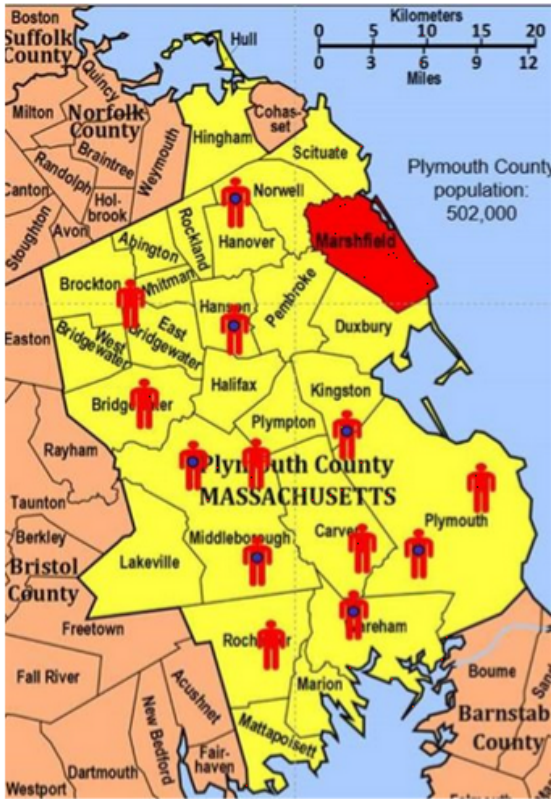 Boston
Suffolk
County
Hull
Kilometers
0 5 10 15 20
0 3 6 9 12
Miles
Quincy
Milton
Norfolk
County
Cohas-
set
Hingham
Weymouth
Braintree
Randolph
Scituate
Plymouth County
population:
502,000
Canton
Hol-
brook
Norwell
Stoughton
Avon
Rockland
Hanover
Abington
Marshfield
Brockton
Whitman
Hanson
Pembroke
Easton
West
Bridgewater
East
Bridgewater
Duxbury
Halifax
Kingston
Plympton
Rayham
Plymouth County
MASSACHUSETTS
Taunton
Plymouth
Middleborough
Berkley
Lakeville
Bristol
County
Freetown
Fall River
Acushnet
Marion
Bourne
Barnstab
County
Mattapoisett
New Bedford
Fair-
haven
Dartmouth
Westport